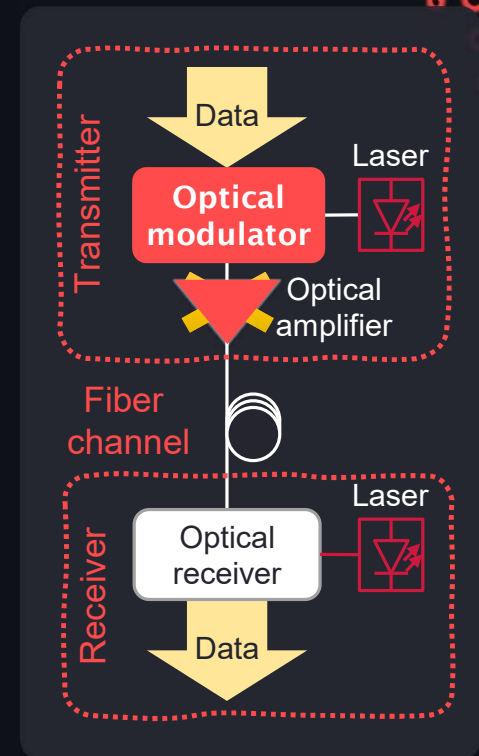 Data
Transmitter
Laser
Optical
modulator
Optical
amplifier
Fiber
channel
Laser
Receiver
Optical
receiver
Data